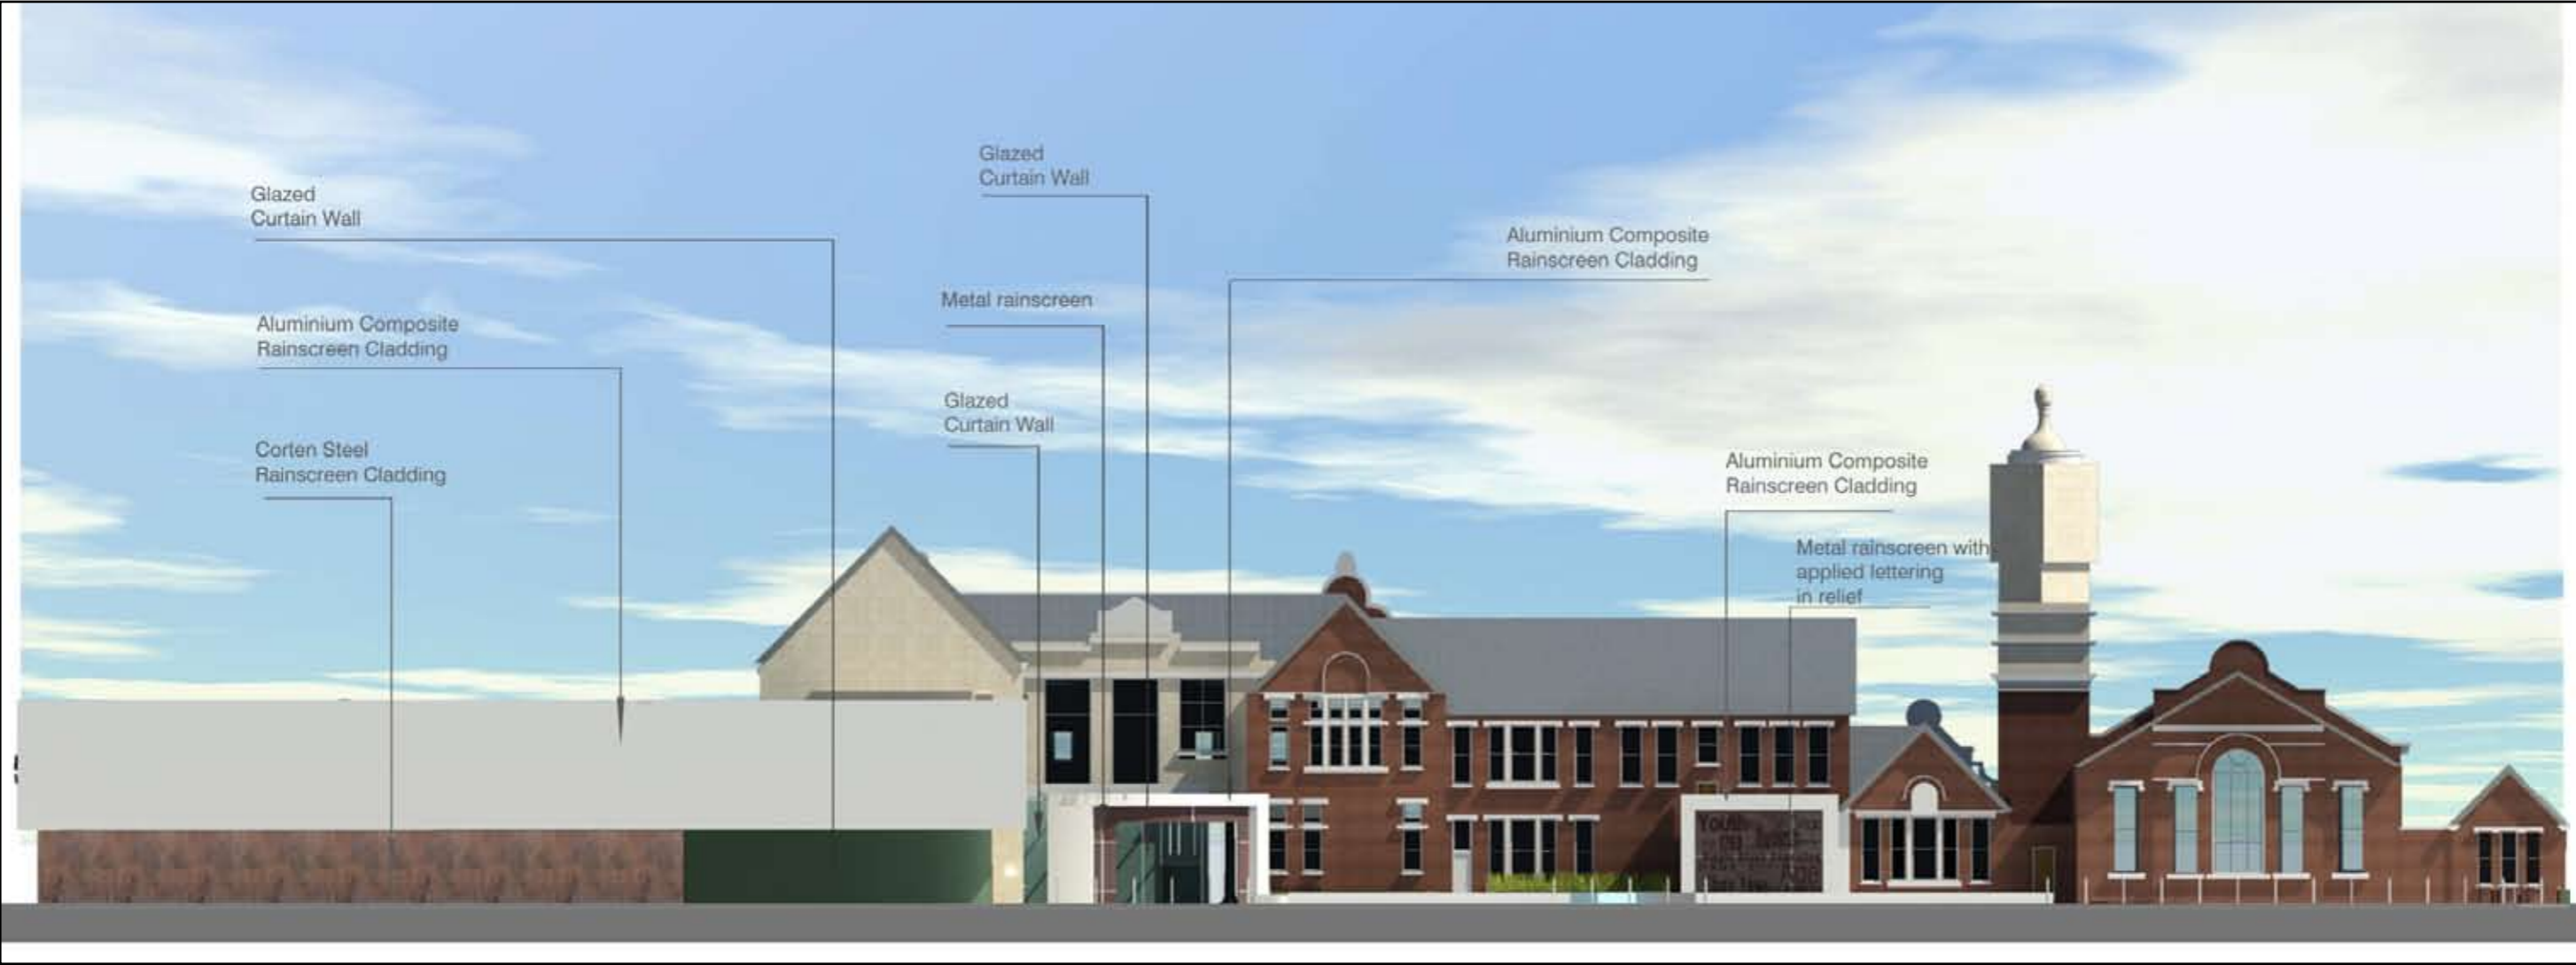 Glazed
Curtain Wall
Glazed
Curtain Wall
Aluminium Composite
Rainscreen Cladding
Metal rainscreen
Aluminium Composite
Rainscreen Cladding
Glazed
Curtain Wall
Corten Steel
Rainscreen Cladding
Aluminium Composite
Rainscreen Cladding
Metal rainscreen with
applied lettering
in relief
Youth